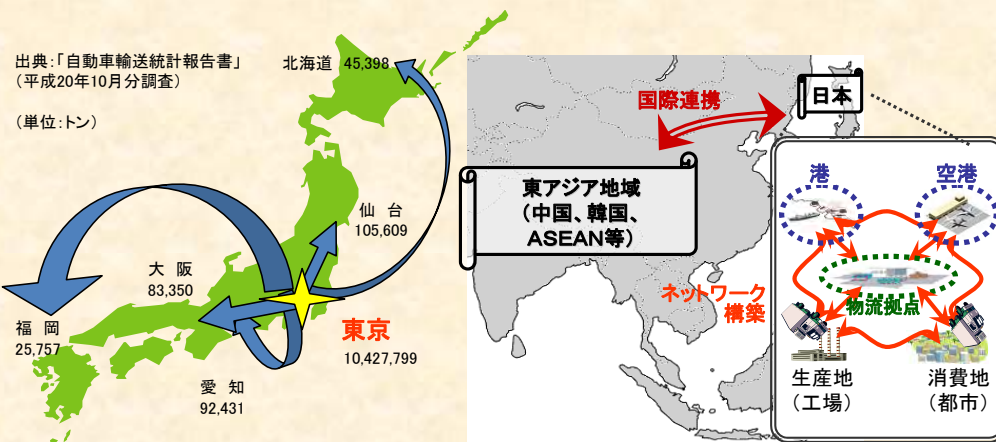 出典：「自動車輸送統計報告書」
（平成20年10月分調査）
（単位：トン）
北海道 45,398
仙 台
105,609
大 阪
83,350
福 岡
25,757
東京
10,427,799
愛 知
92,431
国際連携
日本
東アジア地域
（中国、韓国、
ASEAN等）
ネットワーク
構築
港
空港
物流拠点
生産地
（工場）
消費地
（都市）